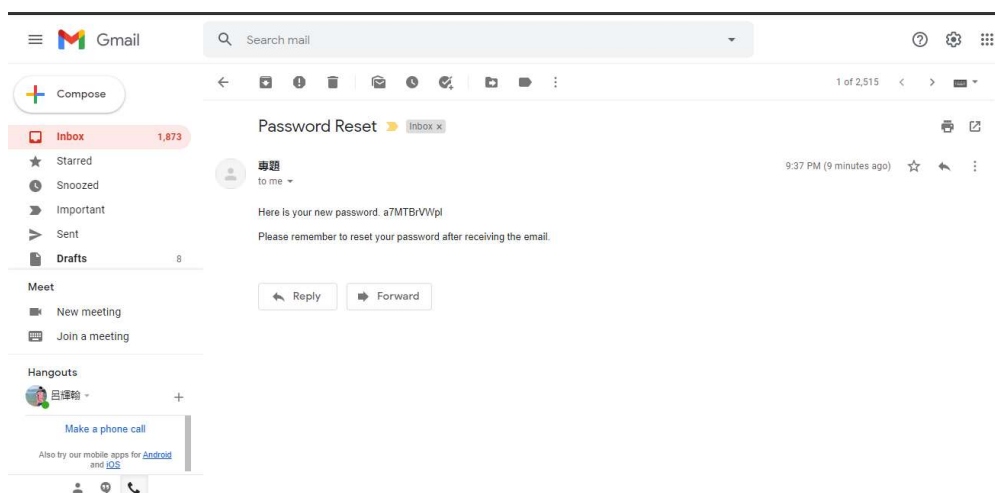 Gmail
Search mail
Compose
1 of 2,515
Inbox 1,873
Starred
Snoozed
Important
Sent
Drafts 8
Meet
New meeting
Join a meeting
Hangouts
呂輝翰
Make a phone call
Also try our mobile apps for Android
and iOS
Password Reset Inbox x
專題 9:37 PM (9 minutes ago)
to me
Here is your new password. a7MTBrVWpl
Please remember to reset your password after receiving the email.
Reply Forward